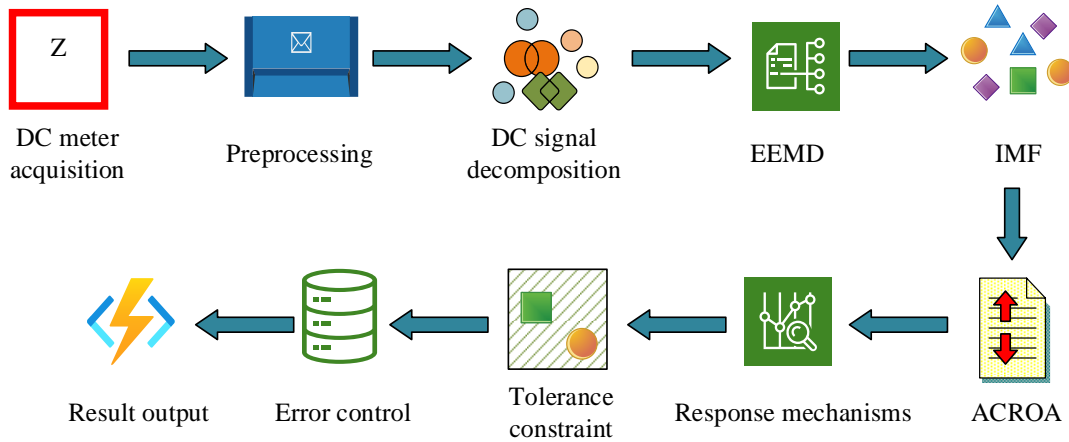 Z
DC meter
acquisition
Preprocessing
DC signal
decomposition
EEMD
IMF
Result output
Error control
Tolerance
constraint
Response mechanisms
ACROA